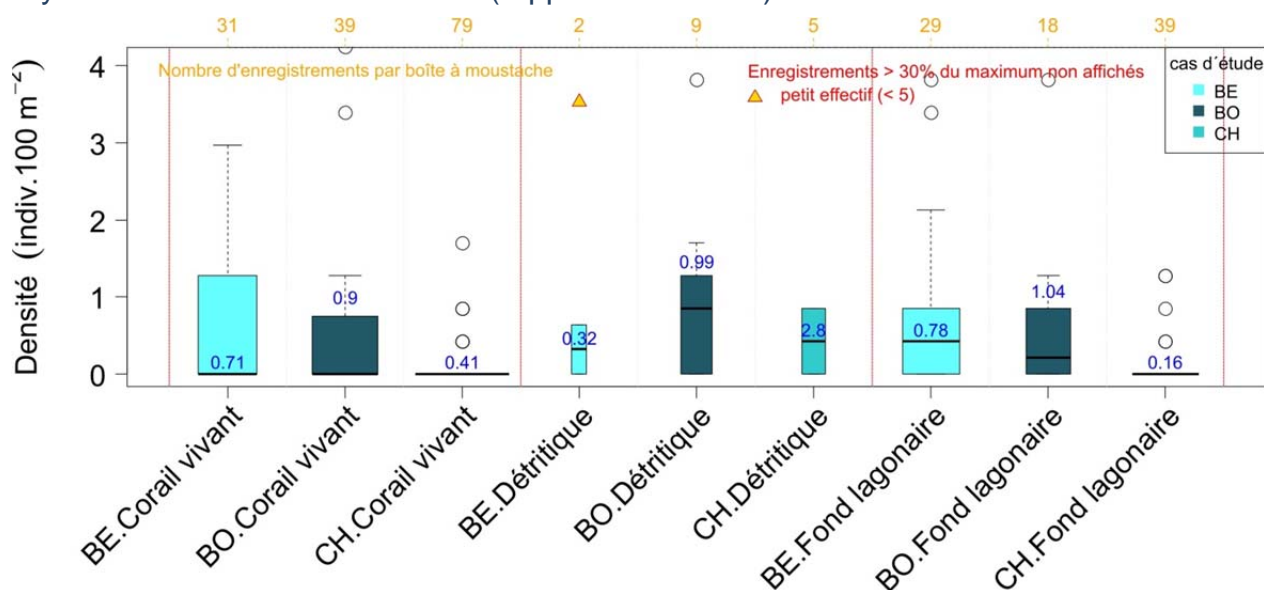 31 39 79 2 9 5 29 18 39
Nombre d'enregistrements par boîte à moustache
Enregistrements > 30% du maximum non affichés
petit effectif (< 5)
cas d´étude
BE
BO
CH
Densité (indiv.100 m⁻²)
4
3
2
1
0
0.71
0.9
0.41
0.32
0.99
2.8
0.78
1.04
0.16
BE.Corail vivant
BO.Corail vivant
CH.Corail vivant
BE.Détritique
BO.Détritique
CH.Détritique
BE.Fond lagonaire
BO.Fond lagonaire
CH.Fond lagonaire